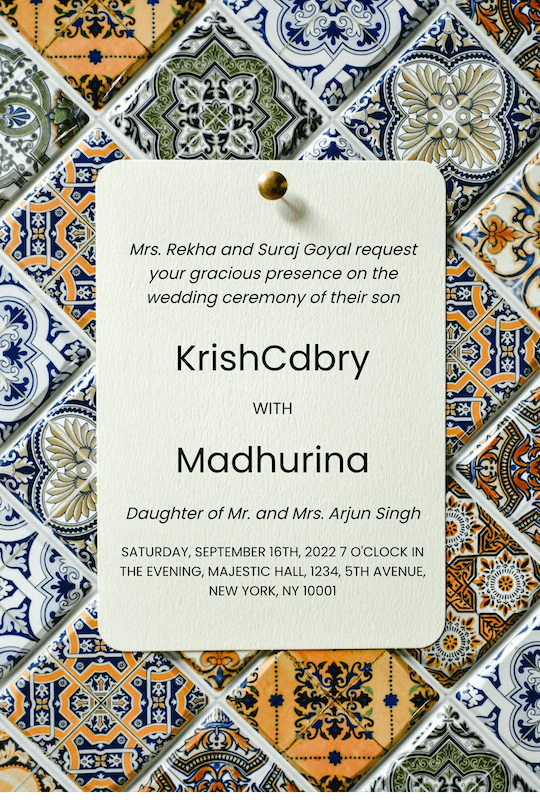 Mrs. Rekha and Suraj Goyal request
your gracious presence on the
wedding ceremony of their son
KrishCdbry
WITH
Madhurina
Daughter of Mr. and Mrs. Arjun Singh
SATURDAY, SEPTEMBER 16TH, 2022 7 O'CLOCK IN
THE EVENING, MAJESTIC HALL, 1234, 5TH AVENUE,
NEW YORK, NY 10001